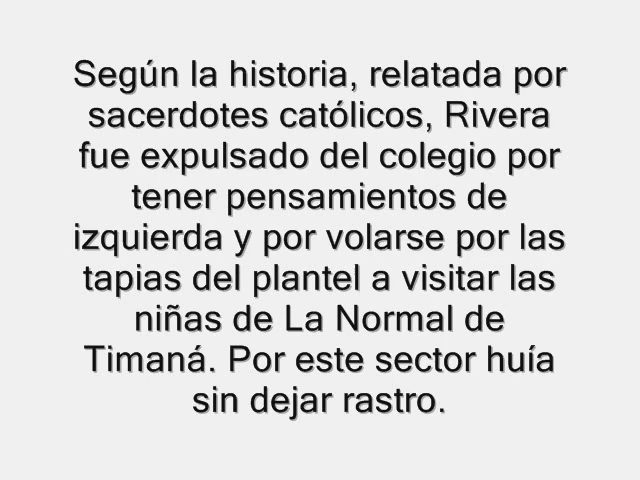 Según la historia, relatada por
sacerdotes católicos, Rivera
fue expulsado del colegio por
tener pensamientos de
izquierda y por volarse por las
tapias del plantel a visitar las
niñas de La Normal de
Timaná. Por este sector huía
sin dejar rastro.